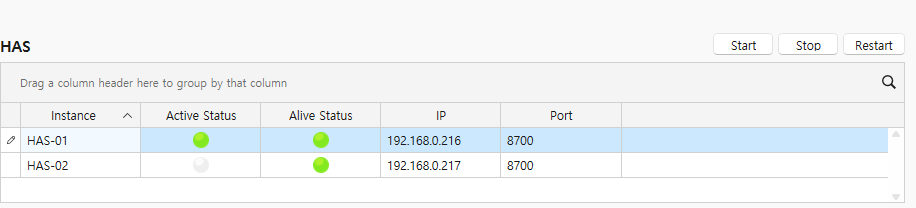 HAS
Start Stop Restart
Drag a column header here to group by that column
Instance Active Status Alive Status IP Port
HAS-01 192.168.0.216 8700
HAS-02 192.168.0.217 8700